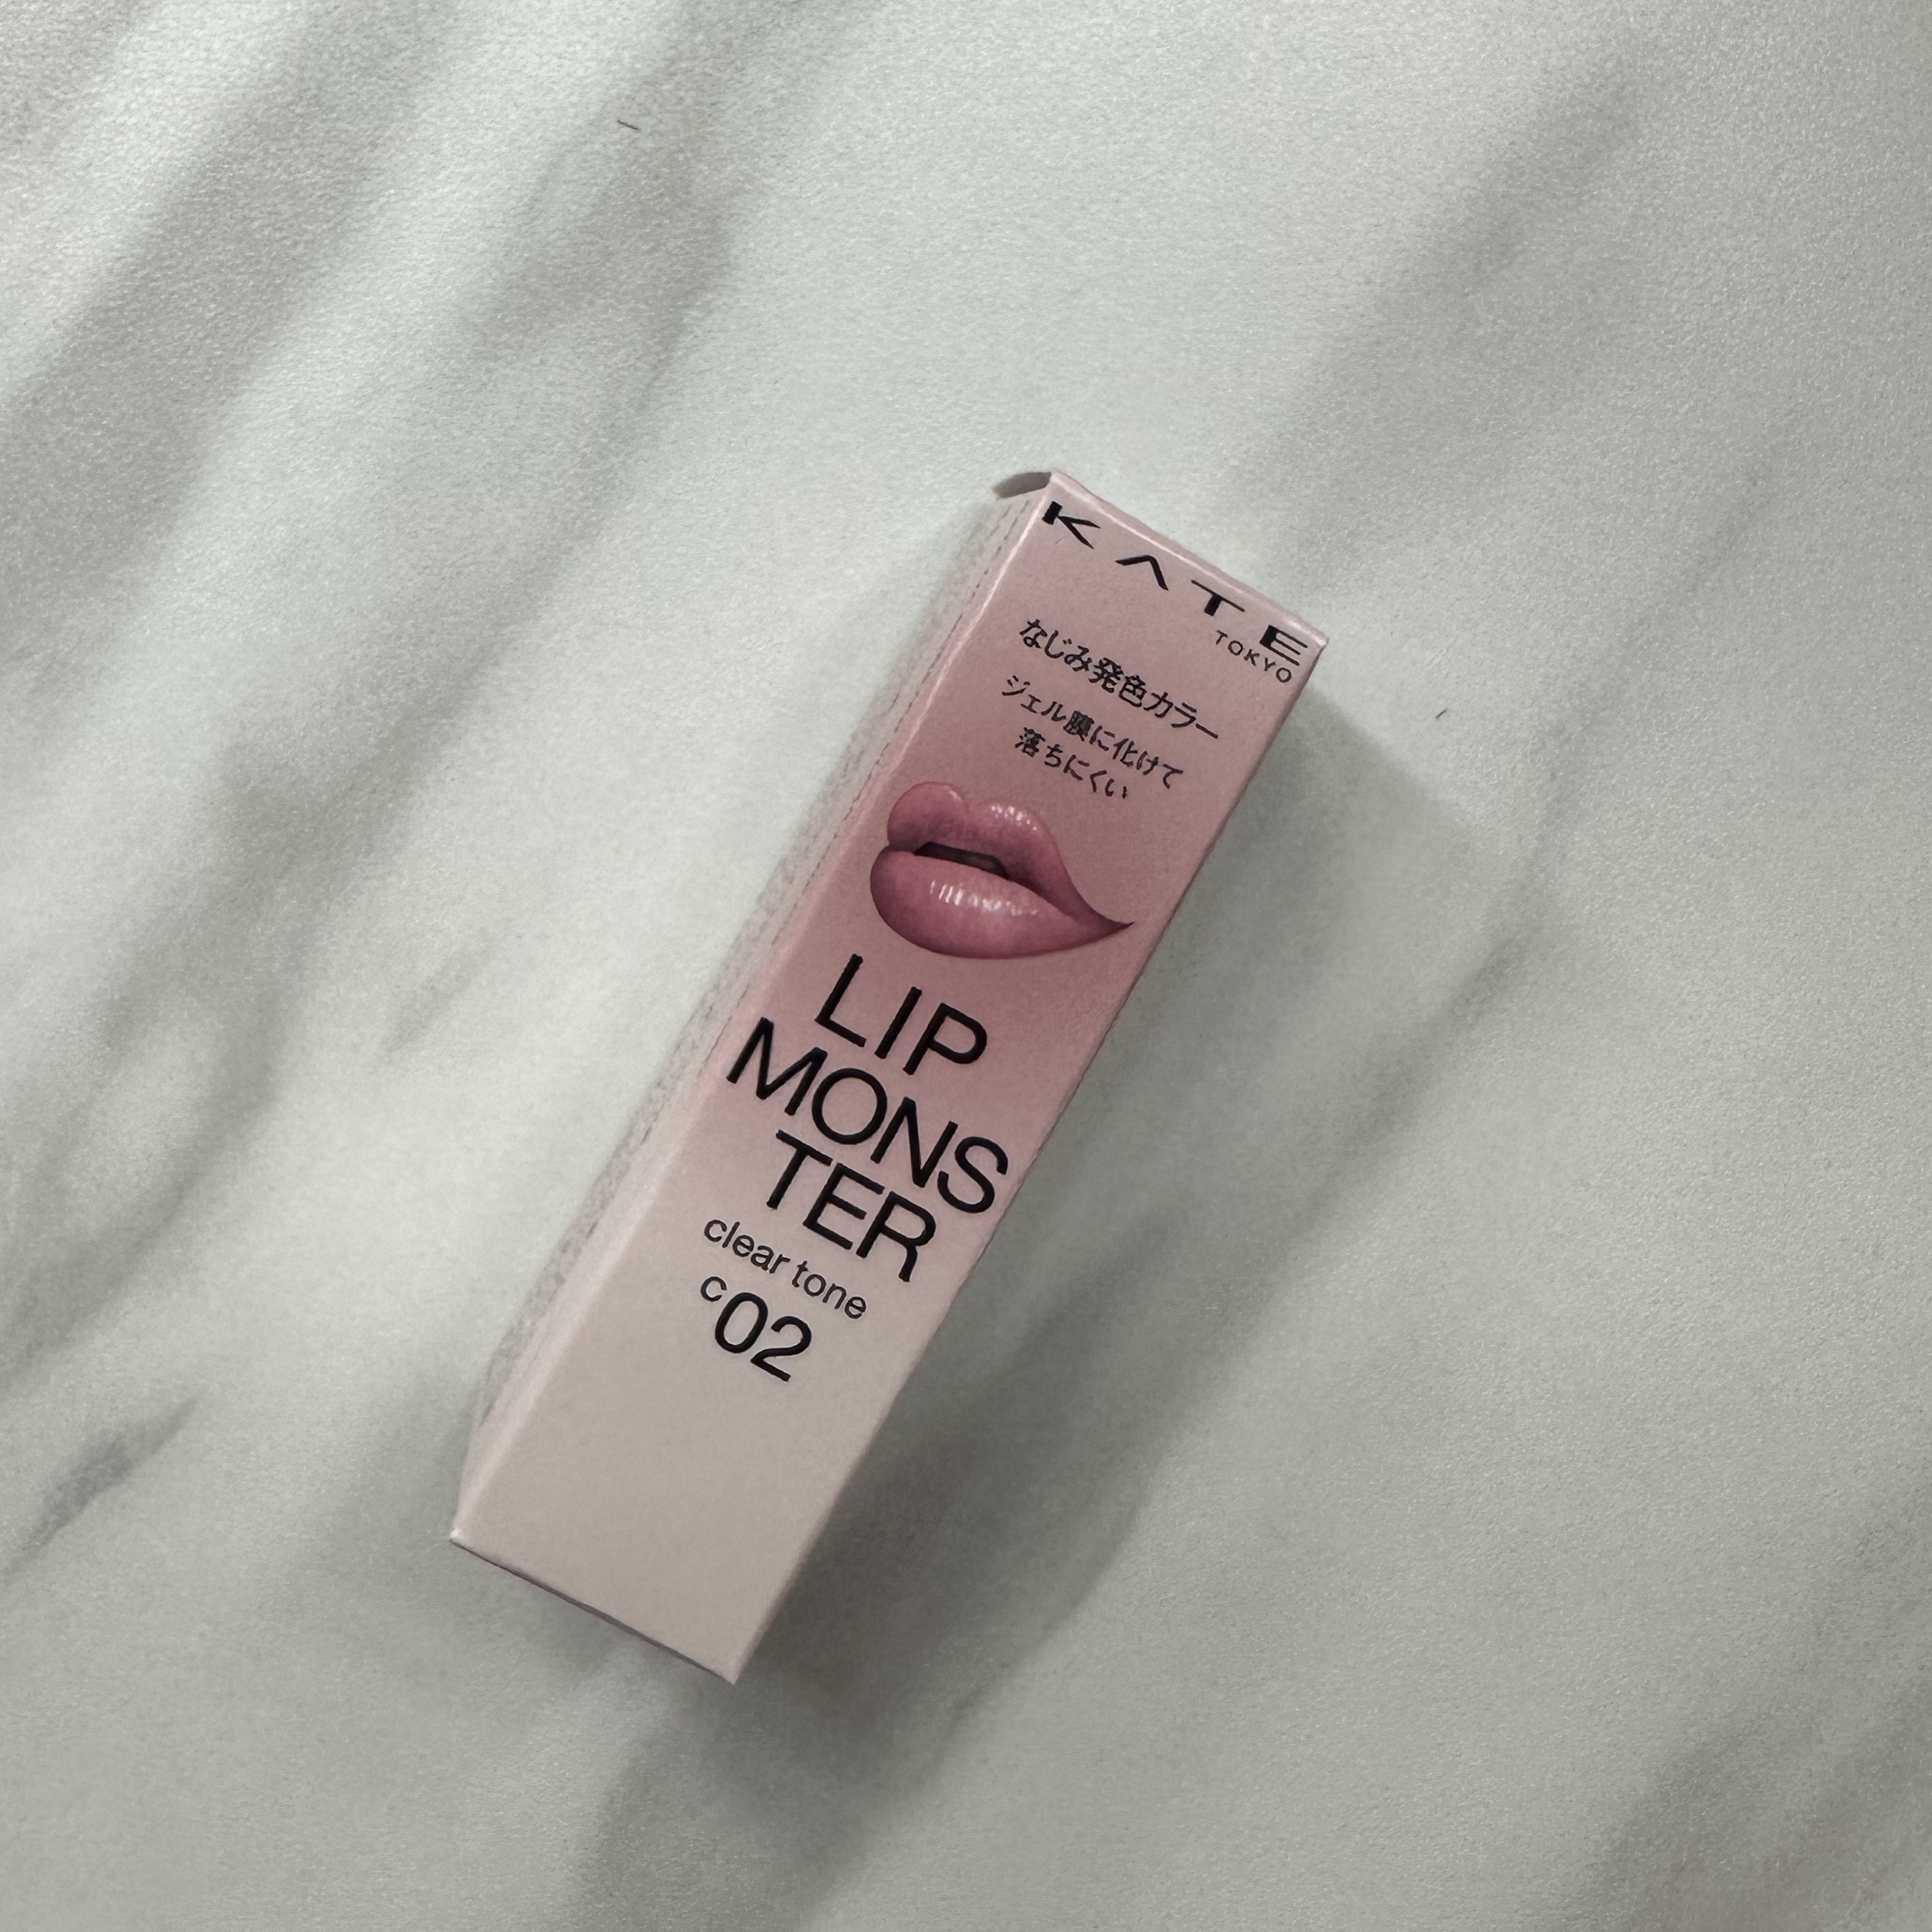 KATE
TOKYO
なじみ発色カラー
ジェル膜に化けて
落ちにくい
LIP
MONS
TER
clear tone
c02